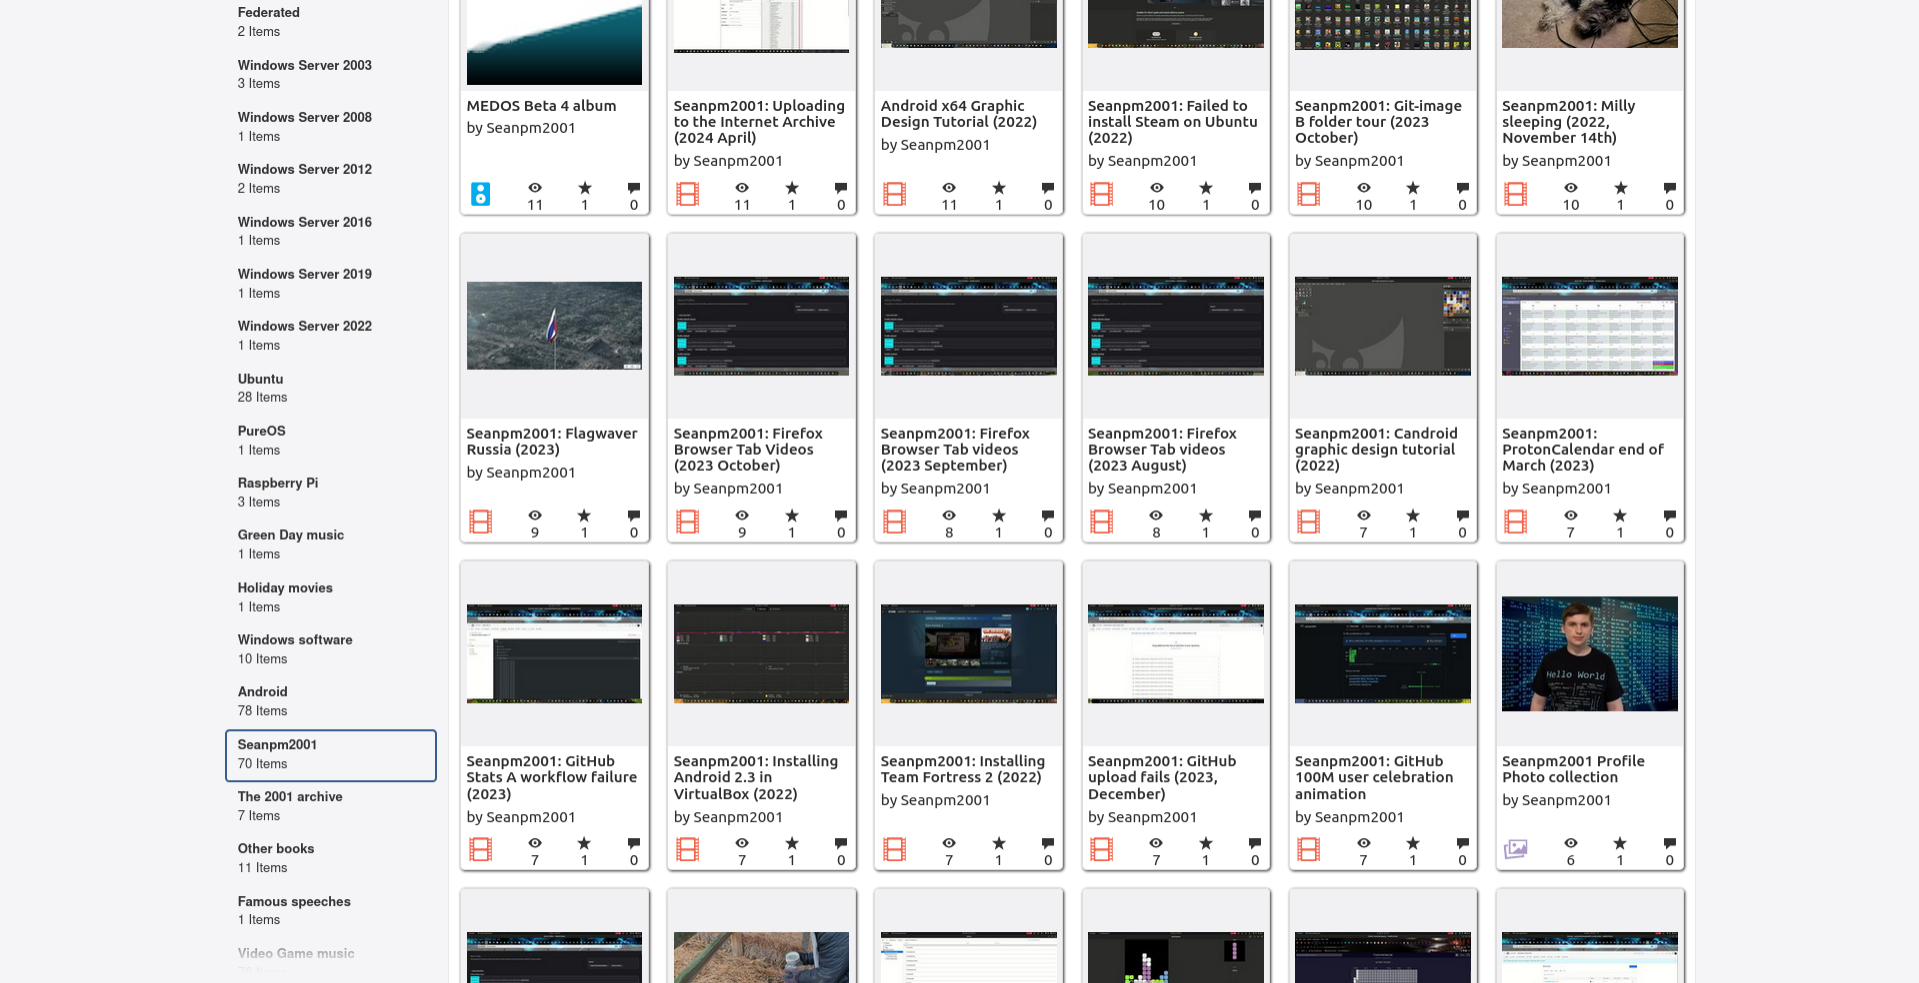 Federated
2 Items
Windows Server 2003
3 Items
Windows Server 2008
1 Items
Windows Server 2012
2 Items
Windows Server 2016
1 Items
Windows Server 2019
1 Items
Windows Server 2022
1 Items
Ubuntu
28 Items
PureOS
1 Items
Raspberry Pi
3 Items
Green Day music
1 Items
Holiday movies
1 Items
Windows software
10 Items
Android
78 Items
Seanpm2001
70 Items
The 2001 archive
7 Items
Other books
11 Items
Famous speeches
1 Items
Video Game music
MEDOS Beta 4 album
by Seanpm2001
11 1 0
Seanpm2001: Uploading
to the Internet Archive
(2024 April)
by Seanpm2001
11 1 0
Android x64 Graphic
Design Tutorial (2022)
by Seanpm2001
11 1 0
Seanpm2001: Failed to
install Steam on Ubuntu
(2022)
by Seanpm2001
10 1 0
Seanpm2001: Git-image
B folder tour (2023
October)
by Seanpm2001
10 1 0
Seanpm2001: Milly
sleeping (2022,
November 14th)
by Seanpm2001
10 1 0
Seanpm2001: Flagwaver
Russia (2023)
by Seanpm2001
9 1 0
Seanpm2001: Firefox
Browser Tab Videos
(2023 October)
by Seanpm2001
9 1 0
Seanpm2001: Firefox
Browser Tab videos
(2023 September)
by Seanpm2001
8 1 0
Seanpm2001: Firefox
Browser Tab videos
(2023 August)
by Seanpm2001
8 1 0
Seanpm2001: Candroid
graphic design tutorial
(2022)
by Seanpm2001
7 1 0
Seanpm2001:
ProtonCalendar end of
March (2023)
by Seanpm2001
7 1 0
Seanpm2001: GitHub
Stats A workflow failure
(2023)
by Seanpm2001
7 1 0
Seanpm2001: Installing
Android 2.3 in
VirtualBox (2022)
by Seanpm2001
7 1 0
Seanpm2001: Installing
Team Fortress 2 (2022)
by Seanpm2001
7 1 0
Seanpm2001: GitHub
upload fails (2023,
December)
by Seanpm2001
7 1 0
Seanpm2001: GitHub
100M user celebration
animation
by Seanpm2001
7 1 0
Hello World
Seanpm2001 Profile
Photo collection
by Seanpm2001
6 1 0